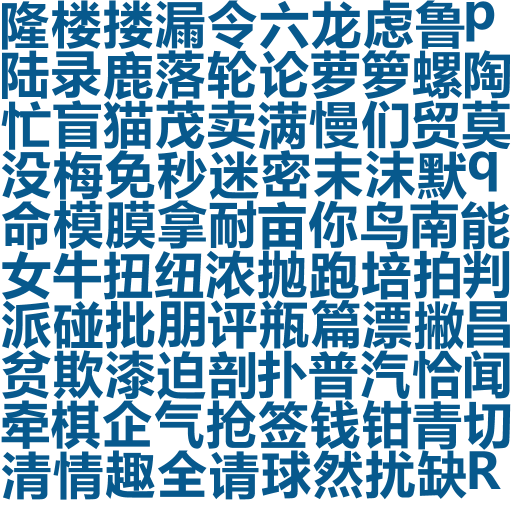 隆楼搂漏令六龙虑鲁p
陆录鹿落轮论萝箩螺陶
忙盲猫茂卖满慢们贸莫
没梅免秒迷密末沫默q
命模膜拿耐亩你鸟南能
女牛扭纽浓抛跑培拍判
派碰批朋评瓶篇漂撇昌
贫欺漆迫剖扑普汽恰闻
牵棋企气抢签钱钳青切
清情趣全请球然扰缺R